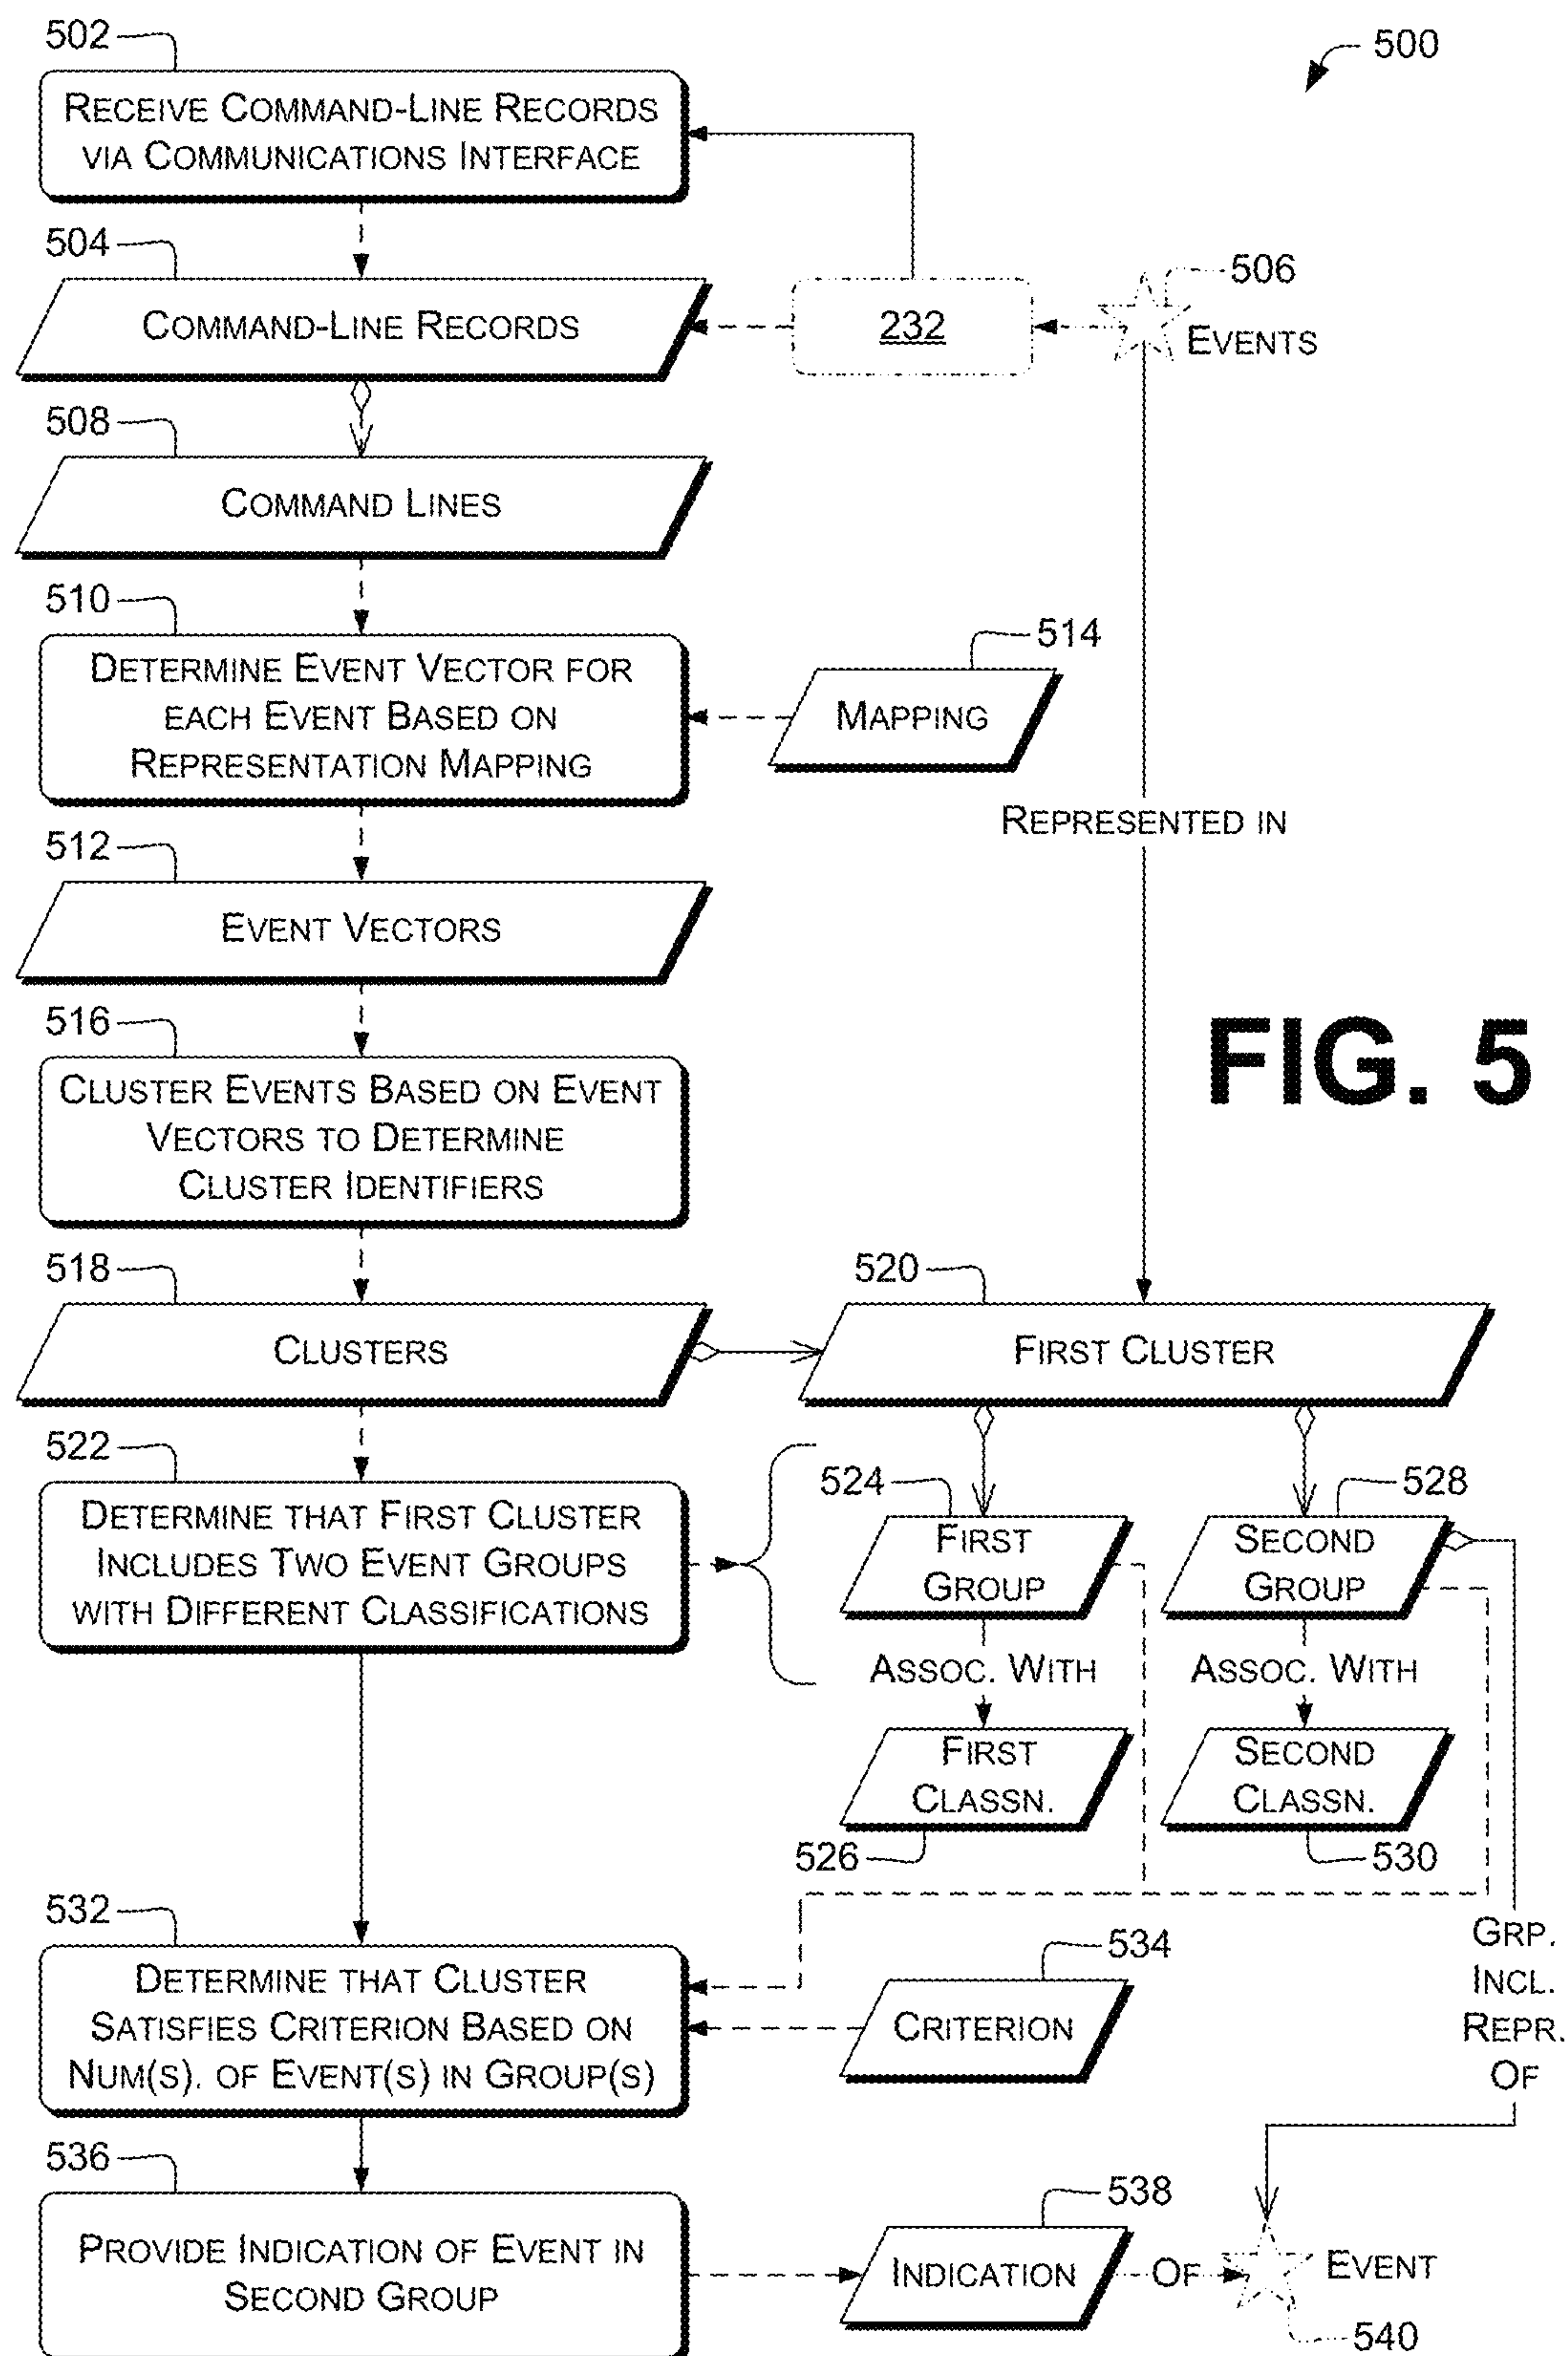 502
500
RECEIVE COMMAND-LINE RECORDS
VIA COMMUNICATIONS INTERFACE
504
COMMAND-LINE RECORDS
232
506
EVENTS
508
COMMAND LINES
510
DETERMINE EVENT VECTOR FOR
EACH EVENT BASED ON
REPRESENTATION MAPPING
514
MAPPING
REPRESENTED IN
512
EVENT VECTORS
FIG. 5
516
CLUSTER EVENTS BASED ON EVENT
VECTORS TO DETERMINE
CLUSTER IDENTIFIERS
518
CLUSTERS
520
FIRST CLUSTER
522
DETERMINE THAT FIRST CLUSTER
INCLUDES TWO EVENT GROUPS
WITH DIFFERENT CLASSIFICATIONS
524
FIRST
GROUP
ASSOC. WITH
FIRST
CLASSN.
526
528
SECOND
GROUP
ASSOC. WITH
SECOND
CLASSN.
530
532
DETERMINE THAT CLUSTER
SATISFIES CRITERION BASED ON
NUM(S). OF EVENT(S) IN GROUP(S)
534
CRITERION
GRP.
INCL.
REPR.
OF
536
PROVIDE INDICATION OF EVENT IN
SECOND GROUP
538
INDICATION
OF
EVENT
540